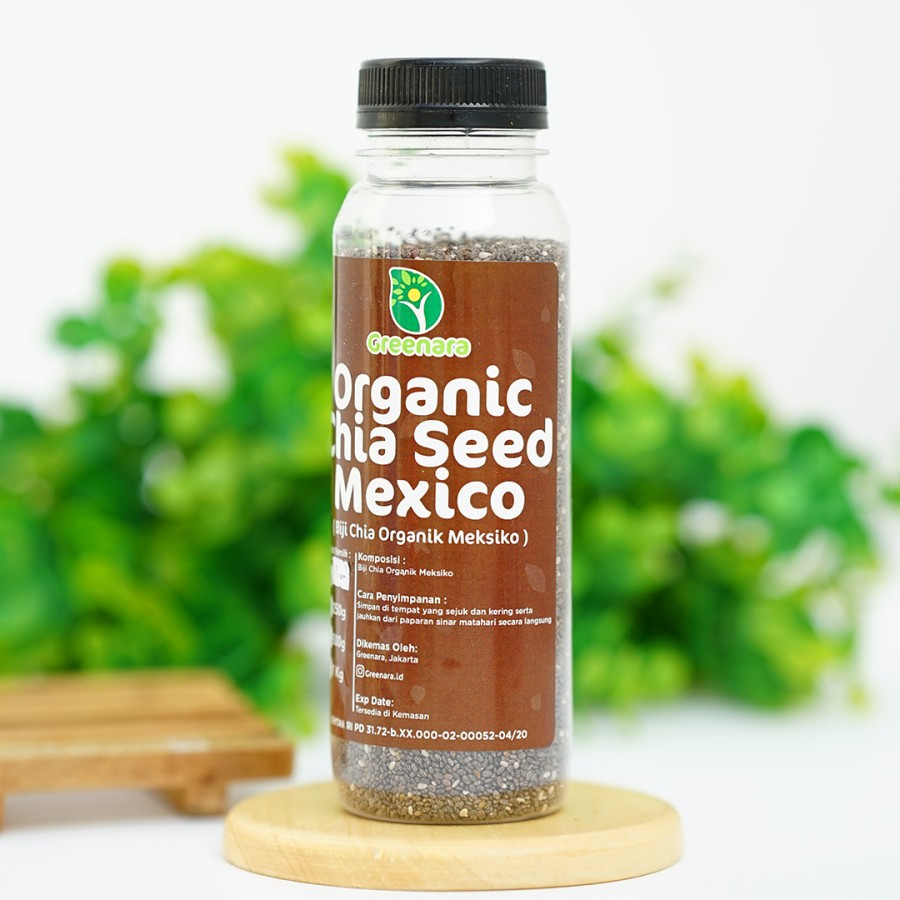 Greenara
Organic
Chia Seed
Mexico
( Biji Chia Organik Meksiko )
Komposisi :
Biji Chia Organik Meksiko
Cara Penyimpanan :
Simpan di tempat yang sejuk dan kering serta
jauhkan dari paparan sinar matahari secara langsung
Dikemas Oleh:
Greenara, Jakarta
Greenara.id
Exp Date:
Tersedia di Kemasan
RI PD 31.72-b.XX.000-02-00052-04/20
Kg